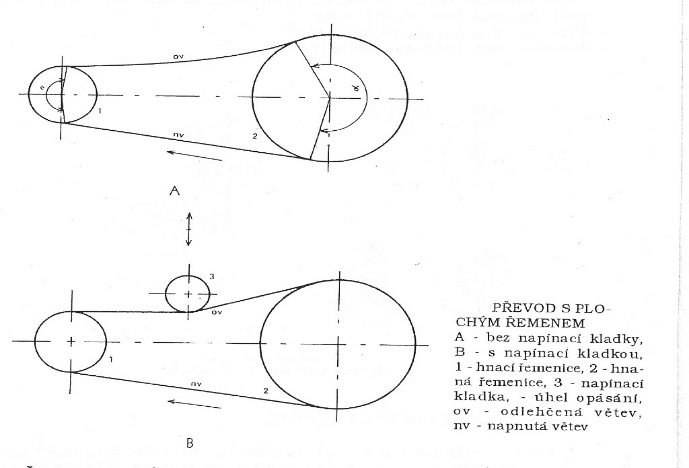 ov
α
1
α
2
nv
A
3
ov
1
nv
2
B
PŘEVOD S PLO-
CHÝM ŘEMENEM
A - bez napínací kladky,
B - s napínací kladkou,
1 - hnací řemenice, 2 - hna-
ná řemenice, 3 - napínací
kladka, - úhel opásání,
ov - odlehčená větev,
nv - napnutá větev